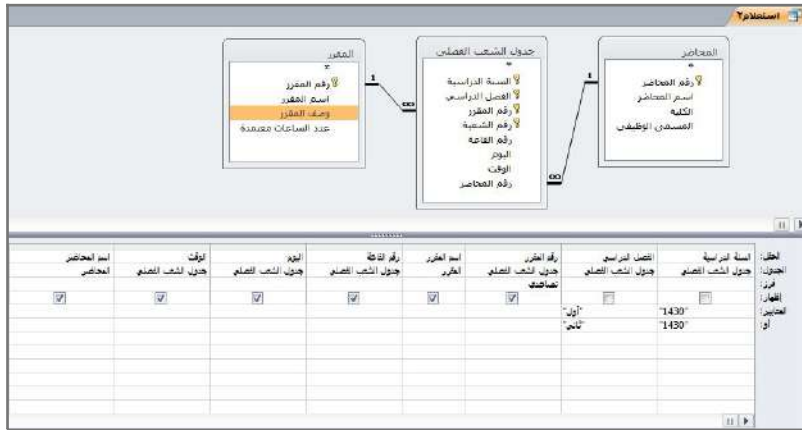 استعلام٢
المحاضر
*
رقم المحاضر
اسم المحاضر
الكلية
المسمى الوظيفي
جدول الشعب الفصلي
*
السنة الدراسية
الفصل الدراسي
رقم المقرر
رقم الشعبة
رقم القاعة
اليوم
الوقت
رقم المحاضر
المقرر
*
رقم المقرر
اسم المقرر
وصف المقرر
عدد الساعات معتمدة
1 ∞ 1 ∞
الحقل: السنة الدراسية الفصل الدراسي رقم المقرر اسم المقرر رقم القاعة اليوم الوقت اسم المحاضر
الجدول: جدول الشعب الفصلي جدول الشعب الفصلي جدول الشعب الفصلي المقرر جدول الشعب الفصلي جدول الشعب الفصلي جدول الشعب الفصلي المحاضر
فرز: تصاعدي
إظهار:
المعايير: "1430" "أول"
أو: "1430" "ثاني"